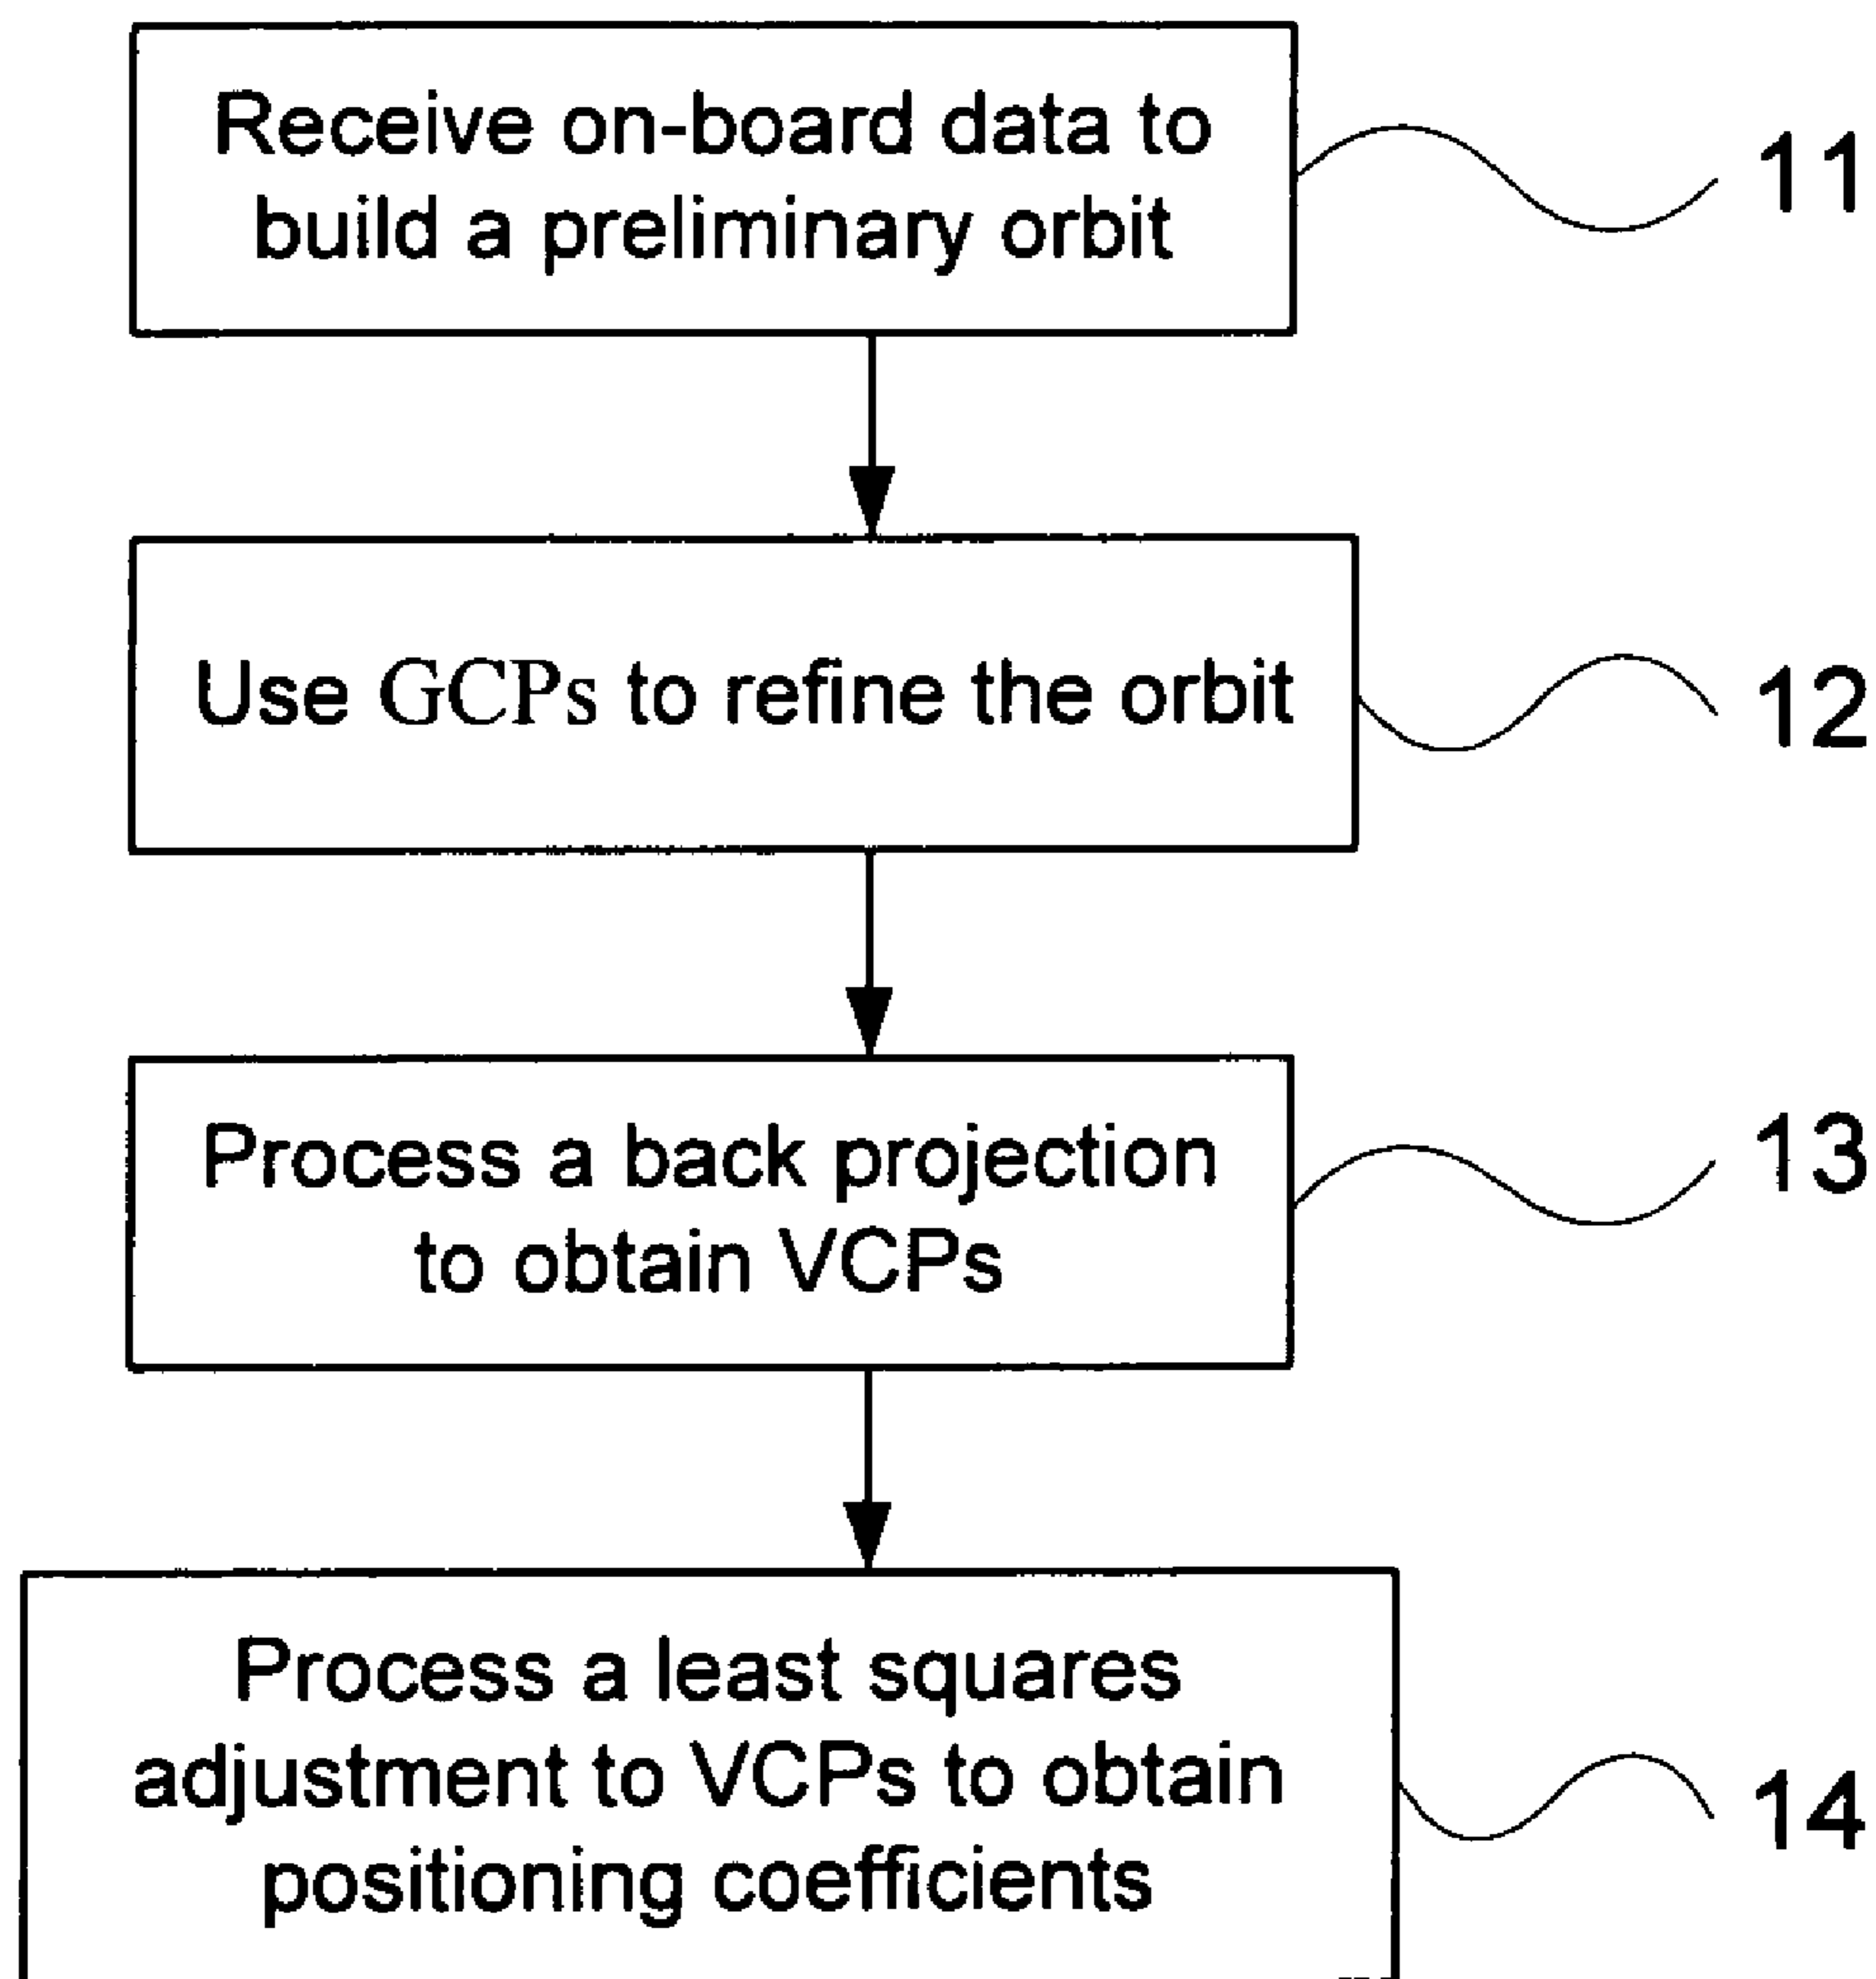 Receive on-board data to
build a preliminary orbit
11
Use GCPs to refine the orbit
12
Process a back projection
to obtain VCPs
13
Process a least squares
adjustment to VCPs to obtain
positioning coefficients
14